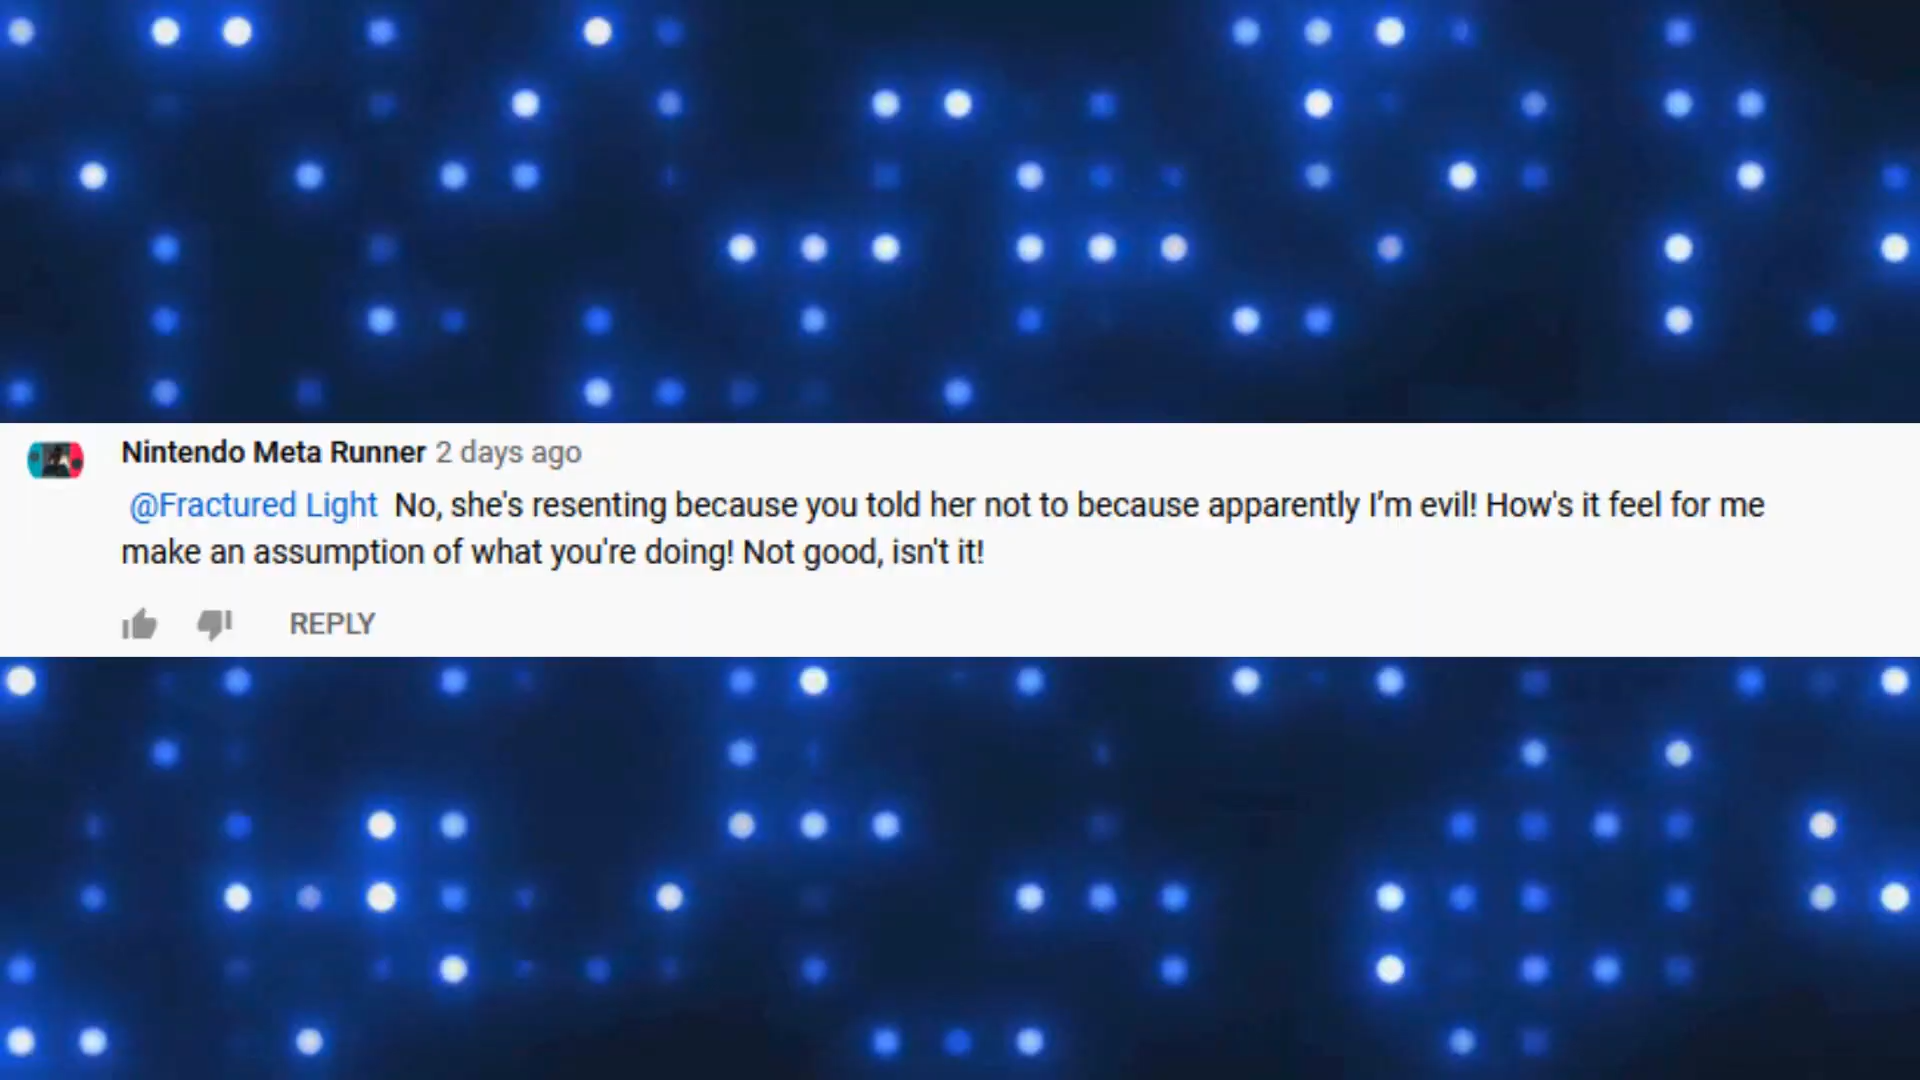 Nintendo Meta Runner 2 days ago
@Fractured Light No, she's resenting because you told her not to because apparently I'm evil! How's it feel for me
make an assumption of what you're doing! Not good, isn't it!
REPLY